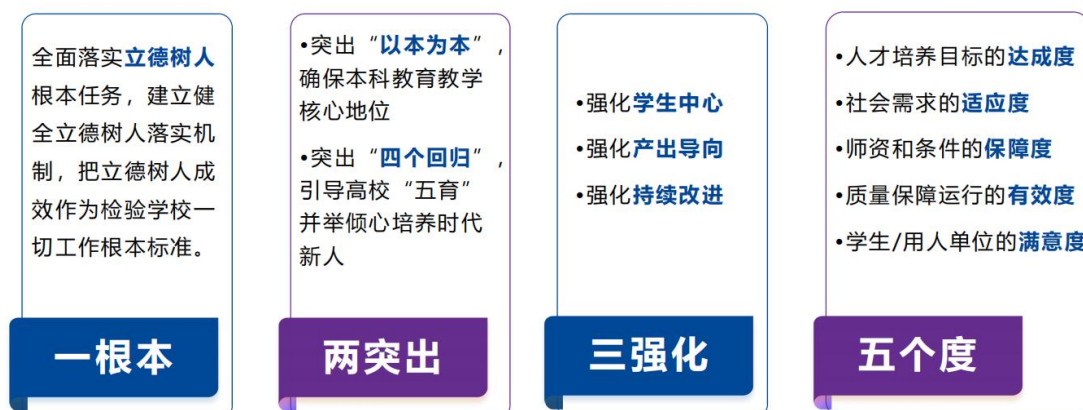 全面落实立德树人
根本任务，建立健
全立德树人落实机
制，把立德树人成
效作为检验学校一
切工作根本标准。
一根本
•突出“以本为本”，
确保本科教育教学
核心地位
•突出“四个回归”，
引导高校“五育”
并举倾心培养时代
新人
两突出
•强化学生中心
•强化产出导向
•强化持续改进
三强化
•人才培养目标的达成度
•社会需求的适应度
•师资和条件的保障度
•质量保障运行的有效度
•学生/用人单位的满意度
五个度